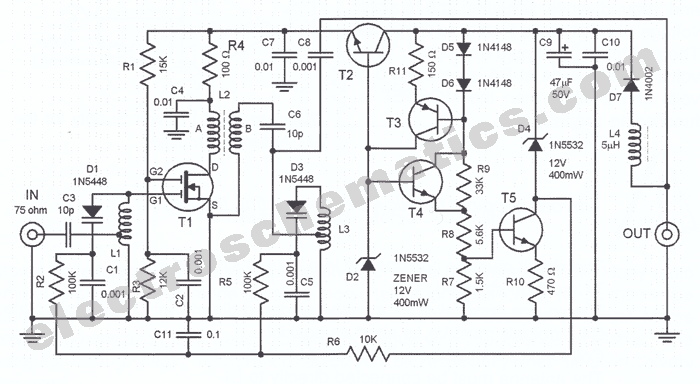 R1
15K
R4
100 Ω
C7
0.01
C8
0.001
T2
R11
150 Ω
D5
1N4148
D6
1N4148
C9
+
47µF
50V
C10
0.01
D7
1N4002
C4
0.01
L2
A
B
C6
10p
T3
D4
1N5532
12V
400mW
L4
5µH
D1
1N5448
G2
G1
D
S
T1
D3
1N5448
T4
R9
33K
T5
IN
75 ohm
C3
10p
L1
L3
R8
5.6K
OUT
R2
100K
C1
0.001
R3
12K
C2
0.001
R5
100K
C5
0.001
D2
1N5532
ZENER
12V
400mW
R7
1.5K
R10
470 Ω
C11
0.1
R6
10K
electroschematics.com